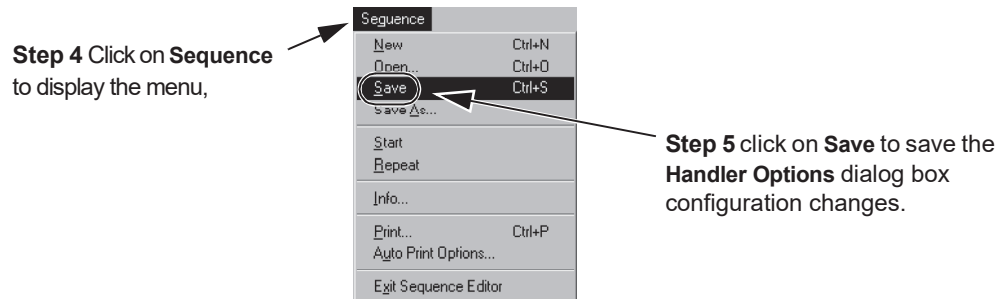 Step 4 Click on Sequence
to display the menu,
Sequence
New Ctrl+N
Open... Ctrl+O
Save Ctrl+S
Save As...
Start
Repeat
Info...
Print... Ctrl+P
Auto Print Options...
Exit Sequence Editor
Step 5 click on Save to save the
Handler Options dialog box
configuration changes.